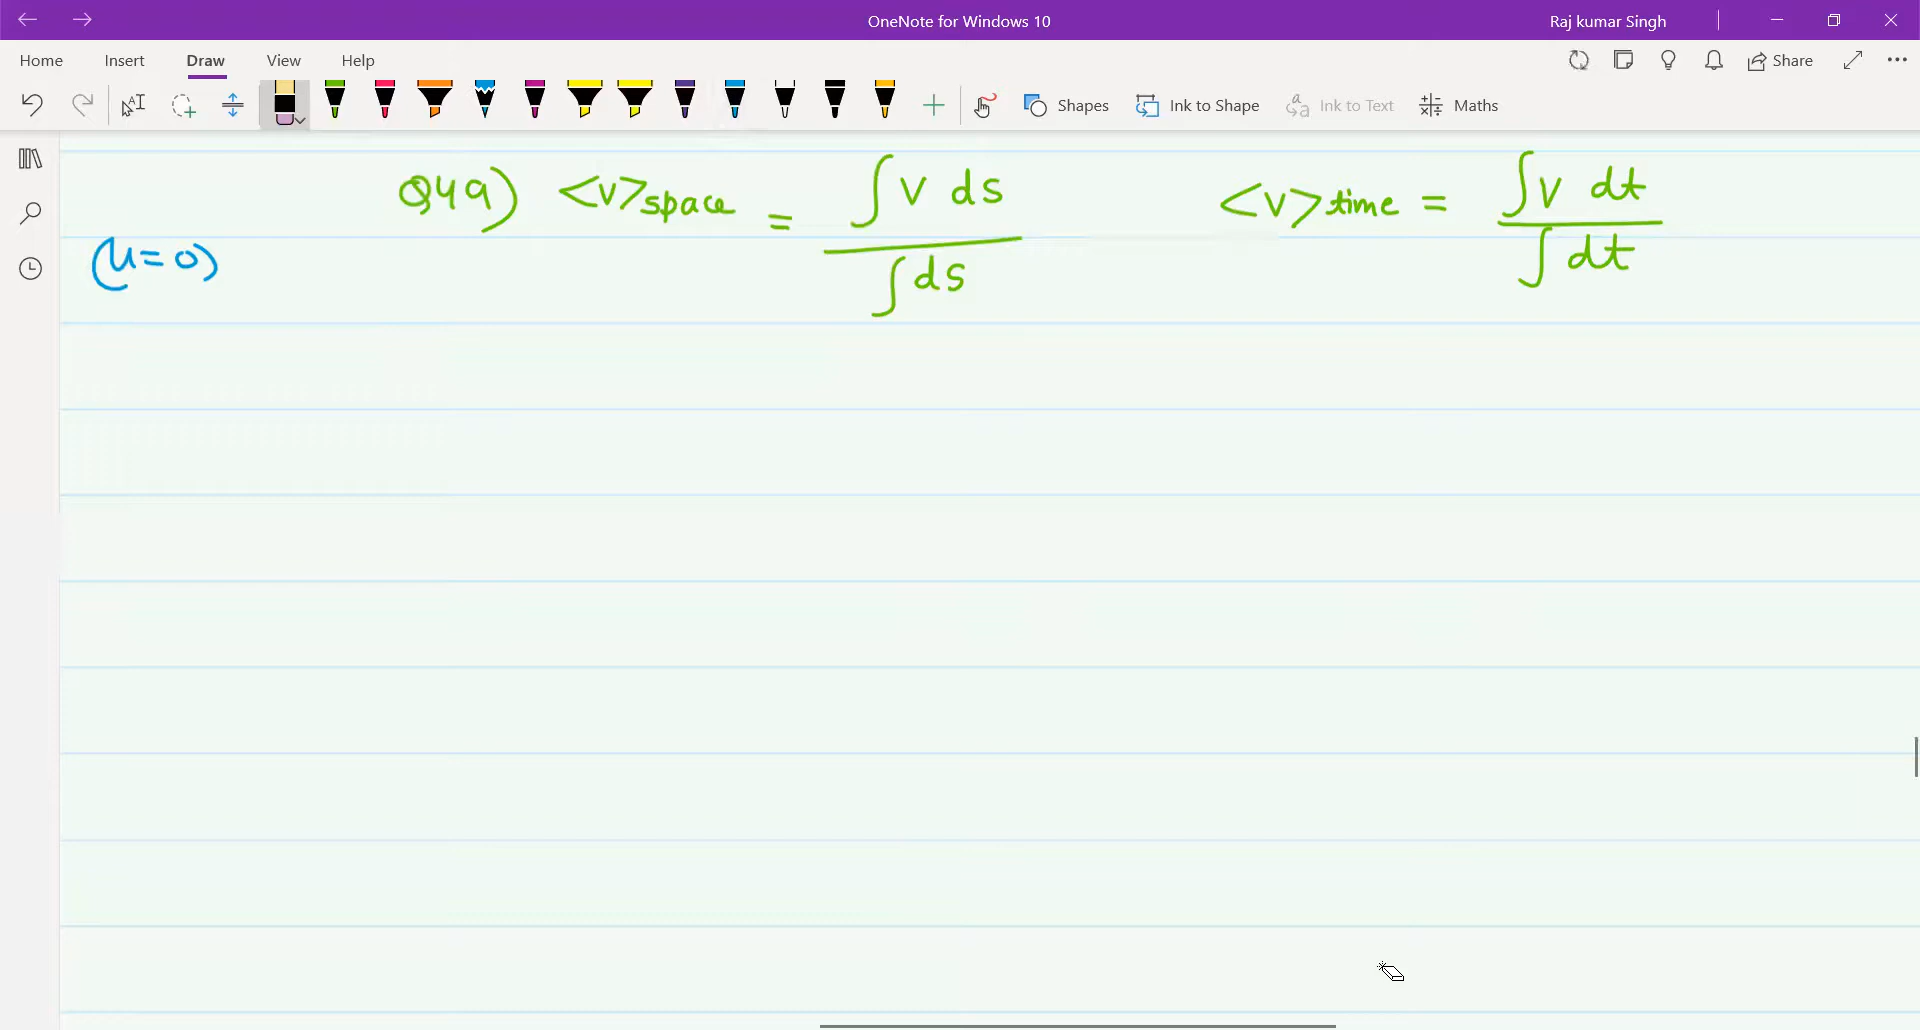 OneNote for Windows 10
Raj kumar Singh
Home Insert Draw View Help
Share
Shapes Ink to Shape Ink to Text Maths
Q49) <v>space = ∫v ds / ∫ds <v>time = ∫v dt / ∫dt
(u=0)